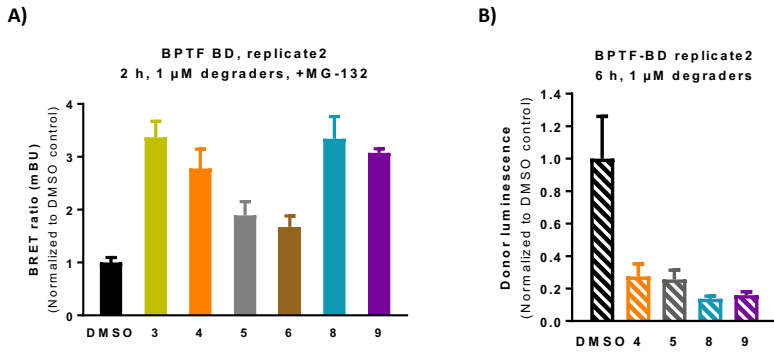 A)
BPTF BD, replicate2
2 h, 1 µM degraders, +MG-132
BRET ratio (mBU)
(Normalized to DMSO control)
4
3
2
1
0
DMSO 3 4 5 6 8 9
B)
BPTF-BD replicate2
6 h, 1 µM degraders
Donor luminescence
(Normalized to DMSO control)
1.4
1.2
1.0
0.8
0.6
0.4
0.2
0.0
DMSO 4 5 8 9